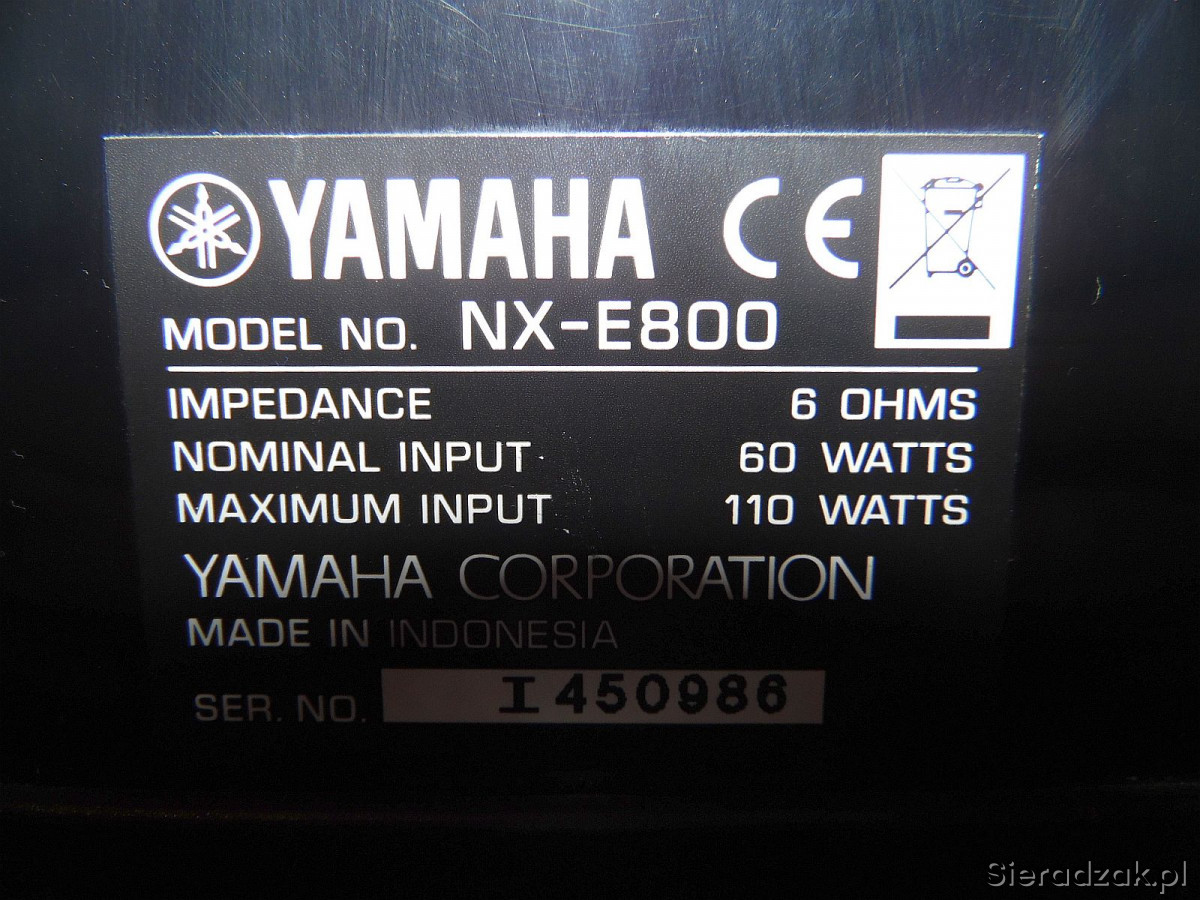 YAMAHA CE
MODEL NO. NX-E800
IMPEDANCE 6 OHMS
NOMINAL INPUT 60 WATTS
MAXIMUM INPUT 110 WATTS
YAMAHA CORPORATION
MADE IN INDONESIA
SER. NO. I450986
Sieradzak.pl